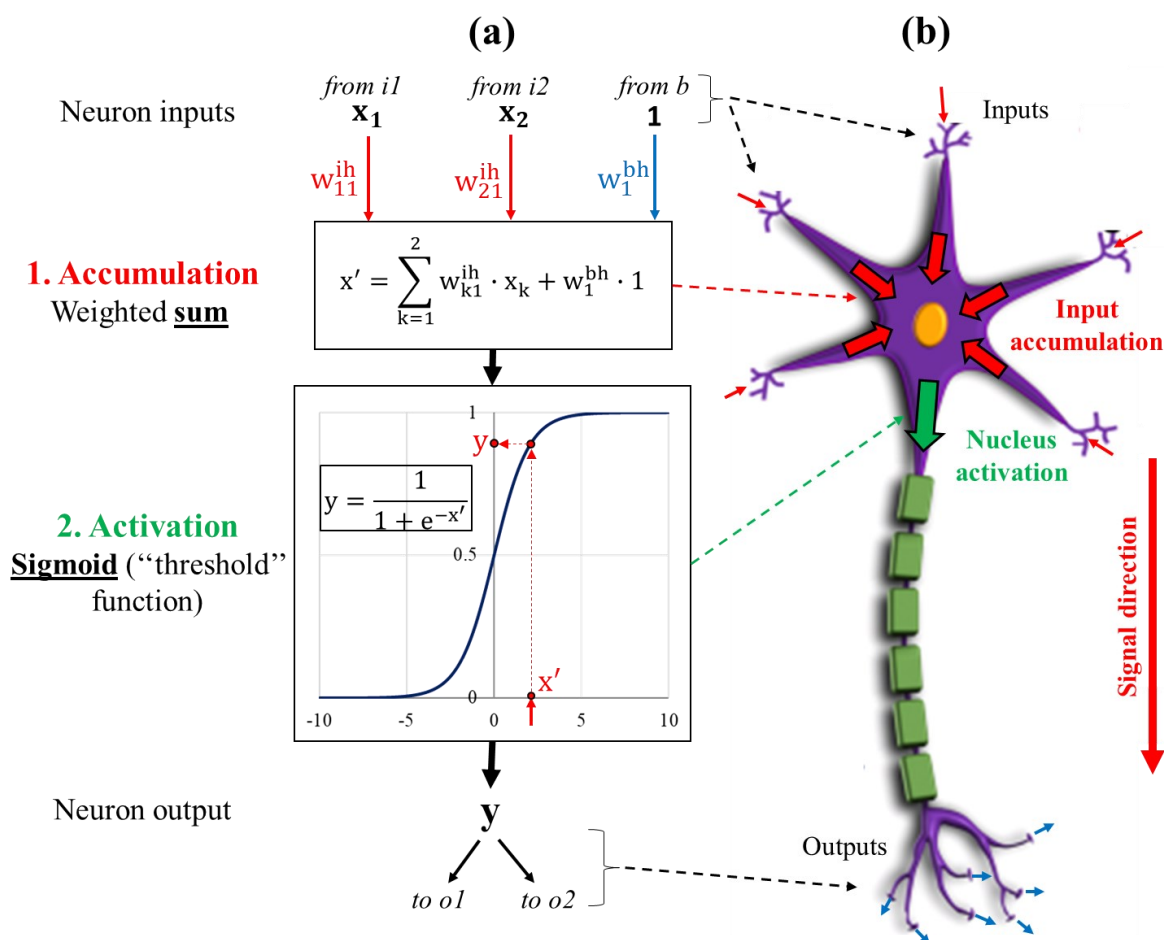 (a)
(b)
Neuron inputs
from i1
from i2
from b
x₁
x₂
1
Inputs
w₁₁ⁱʰ
w₂₁ⁱʰ
w₁ᵇʰ
1. Accumulation
Weighted sum
x′ = ∑ₖ₌₁² wₖ₁ⁱʰ · xₖ + w₁ᵇʰ · 1
Input
accumulation
Nucleus
activation
2. Activation
Sigmoid (‘‘threshold’’
function)
1
y
y = 1 / (1 + e^(−x′))
0.5
0
x′
-10 -5 0 5 10
Signal direction
Neuron output
y
to o1
to o2
Outputs